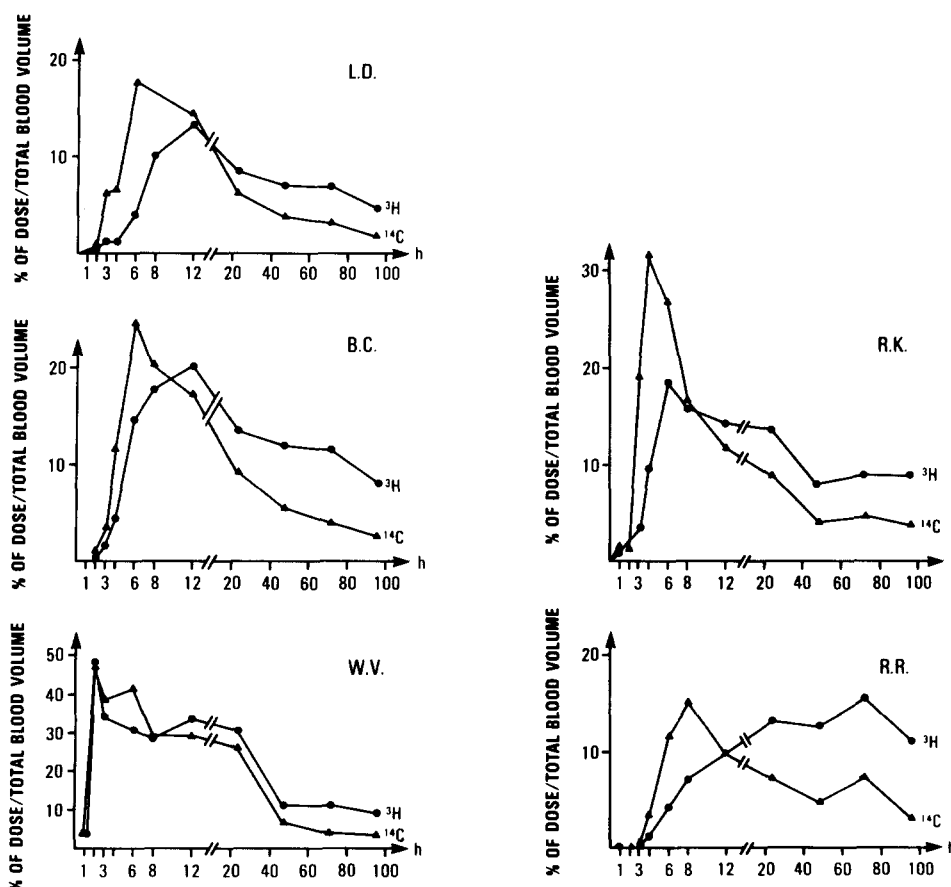 % OF DOSE/TOTAL BLOOD VOLUME
20
10
L.D.
³H
¹⁴C
1 3 6 8 12 20 40 60 80 100 h
% OF DOSE/TOTAL BLOOD VOLUME
20
10
B.C.
³H
¹⁴C
1 3 6 8 12 20 40 60 80 100 h
% OF DOSE/TOTAL BLOOD VOLUME
50
40
30
20
10
W.V.
³H
¹⁴C
1 3 6 8 12 20 40 60 80 100 h
% OF DOSE/TOTAL BLOOD VOLUME
30
20
10
R.K.
³H
¹⁴C
1 3 6 8 12 20 40 60 80 100 h
% OF DOSE/TOTAL BLOOD VOLUME
20
10
R.R.
³H
¹⁴C
1 3 6 8 12 20 40 60 80 100 h